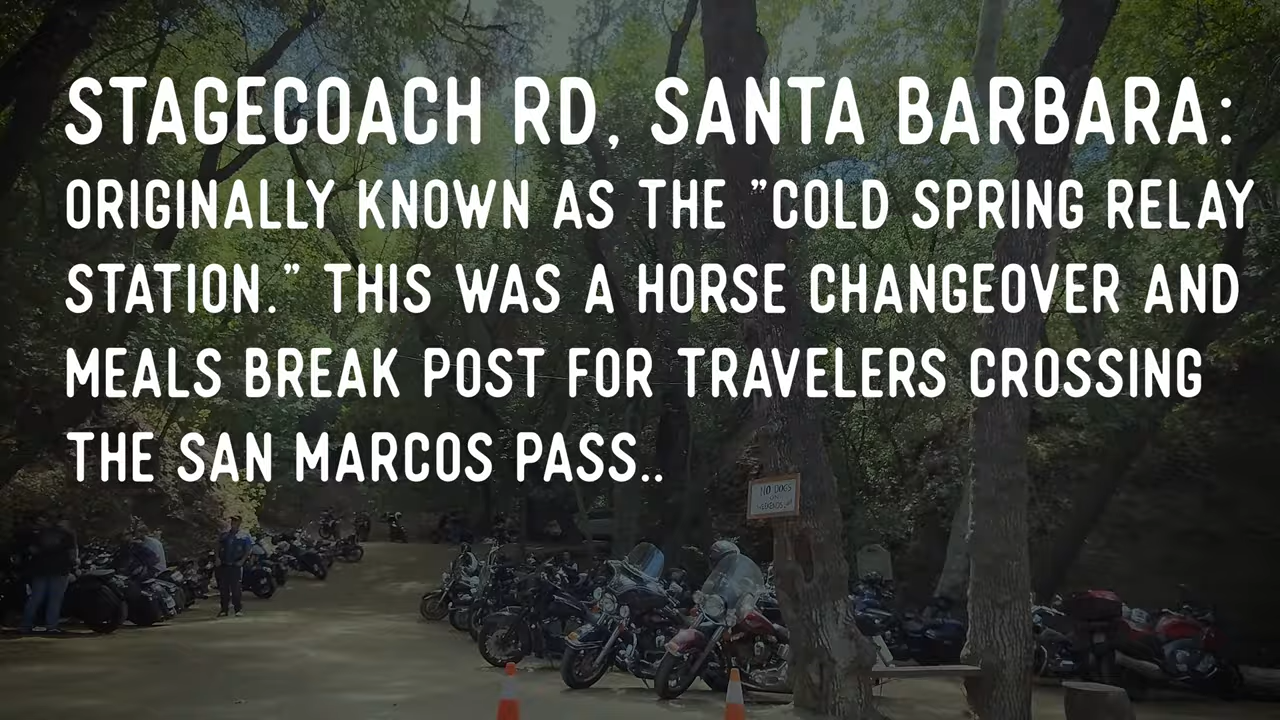 STAGECOACH RD, SANTA BARBARA:
ORIGINALLY KNOWN AS THE "COLD SPRING RELAY
STATION." THIS WAS A HORSE CHANGEOVER AND
MEALS BREAK POST FOR TRAVELERS CROSSING
THE SAN MARCOS PASS..
NO DOGS